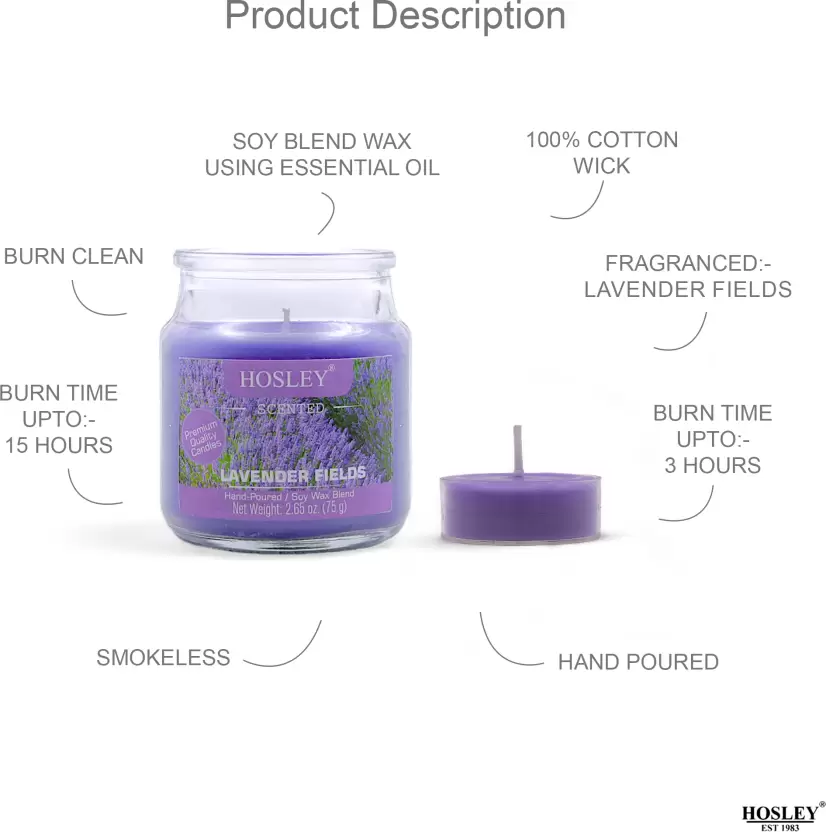 Product Description
SOY BLEND WAX
USING ESSENTIAL OIL
100% COTTON
WICK
BURN CLEAN
FRAGRANCED:-
LAVENDER FIELDS
BURN TIME
UPTO:-
15 HOURS
HOSLEY®
SCENTED
Premium
Quality
Candles
LAVENDER FIELDS
Hand-Poured / Soy Wax Blend
Net Weight: 2.65 oz. (75 g)
BURN TIME
UPTO:-
3 HOURS
SMOKELESS
HAND POURED
HOSLEY®
EST 1983